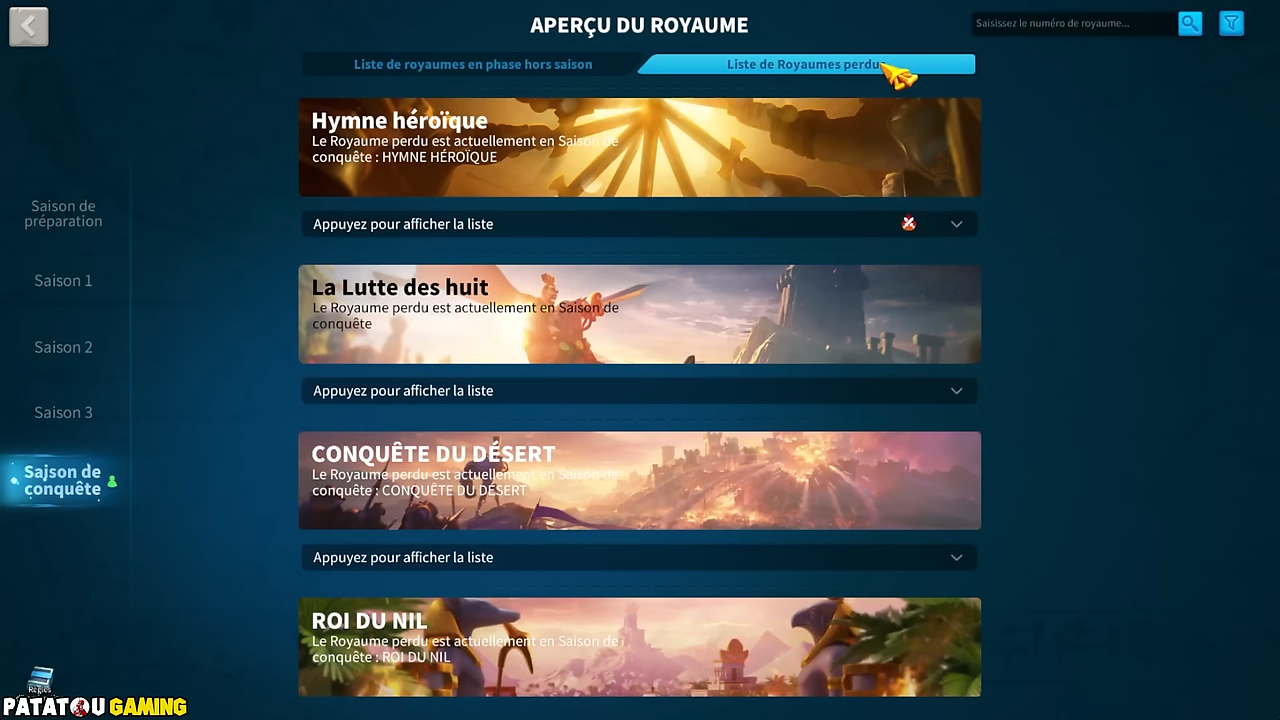 APERÇU DU ROYAUME
Saisissez le numéro de royaume...
Liste de royaumes en phase hors saison
Liste de Royaumes perdu
Hymne héroïque
Le Royaume perdu est actuellement en Saison de
conquête : HYMNE HÉROÏQUE
Appuyez pour afficher la liste
La Lutte des huit
Le Royaume perdu est actuellement en Saison de
conquête
Appuyez pour afficher la liste
CONQUÊTE DU DÉSERT
Le Royaume perdu est actuellement en Saison de
conquête : CONQUÊTE DU DÉSERT
Appuyez pour afficher la liste
ROI DU NIL
Le Royaume perdu est actuellement en Saison de
conquête : ROI DU NIL
Saison de
préparation
Saison 1
Saison 2
Saison 3
Saison de
conquête
Règles
PATATOU GAMING